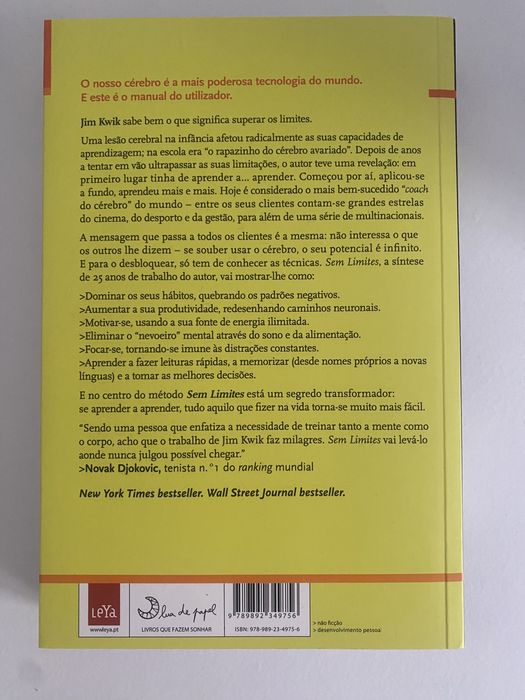 O nosso cérebro é a mais poderosa tecnologia do mundo.
E este é o manual do utilizador.
Jim Kwik sabe bem o que significa superar os limites.
Uma lesão cerebral na infância afetou radicalmente as suas capacidades de
aprendizagem; na escola era “o rapazinho do cérebro avariado”. Depois de anos
a tentar em vão ultrapassar as suas limitações, o autor teve uma revelação: em
primeiro lugar tinha de aprender a... aprender. Começou por aí, aplicou-se
a fundo, aprendeu mais e mais. Hoje é considerado o mais bem-sucedido “coach
do cérebro” do mundo – entre os seus clientes contam-se grandes estrelas
do cinema, do desporto e da gestão, para além de uma série de multinacionais.
A mensagem que passa a todos os clientes é a mesma: não interessa o que
os outros lhe dizem – se souber usar o cérebro, o seu potencial é infinito.
E para o desbloquear, só tem de conhecer as técnicas. Sem Limites, a síntese
de 25 anos de trabalho do autor, vai mostrar-lhe como:
>Dominar os seus hábitos, quebrando os padrões negativos.
>Aumentar a sua produtividade, redesenhando caminhos neuronais.
>Motivar-se, usando a sua fonte de energia ilimitada.
>Eliminar o “nevoeiro” mental através do sono e da alimentação.
>Focar-se, tornando-se imune às distrações constantes.
>Aprender a fazer leituras rápidas, a memorizar (desde nomes próprios a novas
línguas) e a tomar as melhores decisões.
E no centro do método Sem Limites está um segredo transformador:
se aprender a aprender, tudo aquilo que fizer na vida torna-se muito mais fácil.
“Sendo uma pessoa que enfatiza a necessidade de treinar tanto a mente como
o corpo, acho que o trabalho de Jim Kwik faz milagres. Sem Limites vai levá-lo
aonde nunca julgou possível chegar.”
>Novak Djokovic, tenista n.º1 do ranking mundial
New York Times bestseller. Wall Street Journal bestseller.
LeYa
www.leya.pt
lua de papel
LIVROS QUE FAZEM SONHAR
9 789892 349756
ISBN: 978-989-23-4975-6
> não ficção
> desenvolvimento pessoal